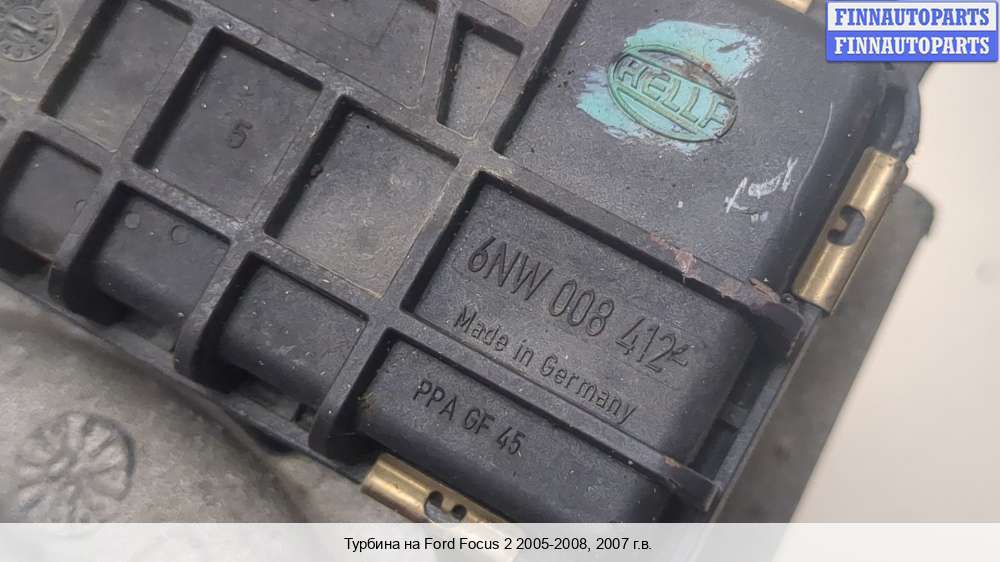 FINNAUTOPARTS
FINNAUTOPARTS
HELLA
5
6NW 008 412
Made in Germany
PPA GF 45
Турбина на Ford Focus 2 2005-2008, 2007 г.в.